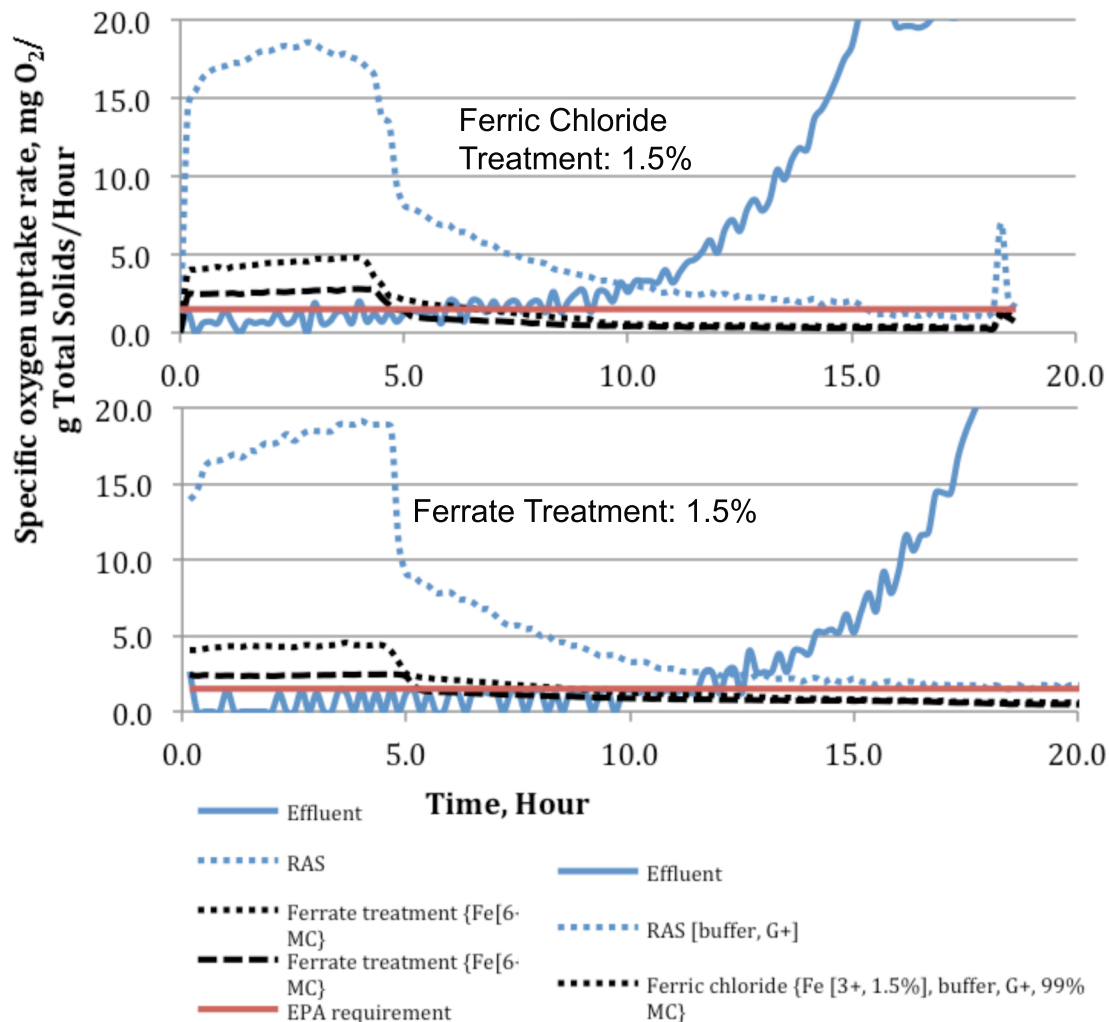 Specific oxygen uptake rate, mg O₂/
g Total Solids/Hour
20.0
15.0
10.0
5.0
0.0
Ferric Chloride
Treatment: 1.5%
0.0 5.0 10.0 15.0 20.0
20.0
15.0
10.0
5.0
0.0
Ferrate Treatment: 1.5%
0.0 5.0 10.0 15.0 20.0
Time, Hour
Effluent
RAS
Ferrate treatment {Fe[6-
MC}
Ferrate treatment {Fe[6-
MC}
EPA requirement
Effluent
RAS [buffer, G+]
Ferric chloride {Fe [3+, 1.5%], buffer, G+, 99%
MC}